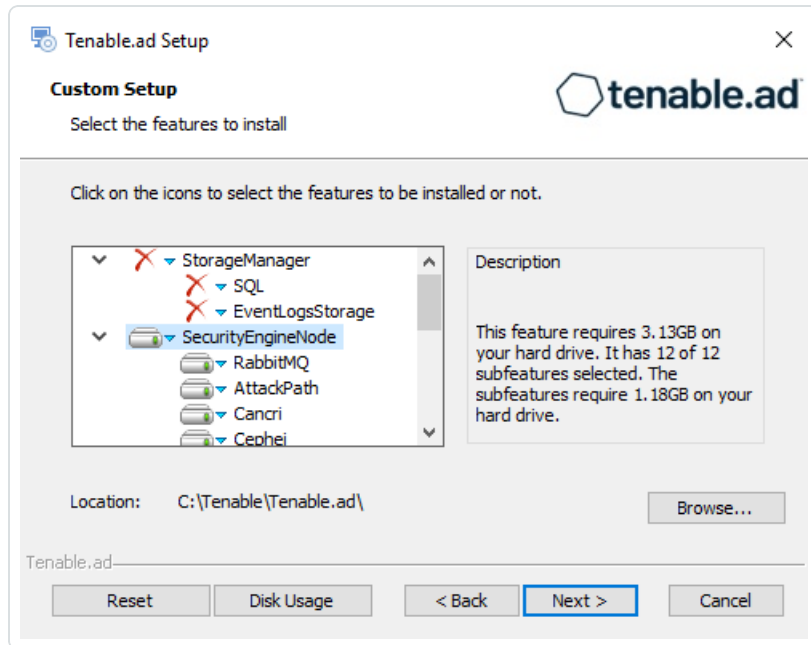 Tenable.ad Setup
Custom Setup
tenable.ad
Select the features to install
Click on the icons to select the features to be installed or not.
StorageManager
SQL
EventLogsStorage
SecurityEngineNode
RabbitMQ
AttackPath
Cancri
Cephei
Description
This feature requires 3.13GB on
your hard drive. It has 12 of 12
subfeatures selected. The
subfeatures require 1.18GB on your
hard drive.
Location: C:\Tenable\Tenable.ad\
Browse...
Tenable.ad
Reset Disk Usage < Back Next > Cancel